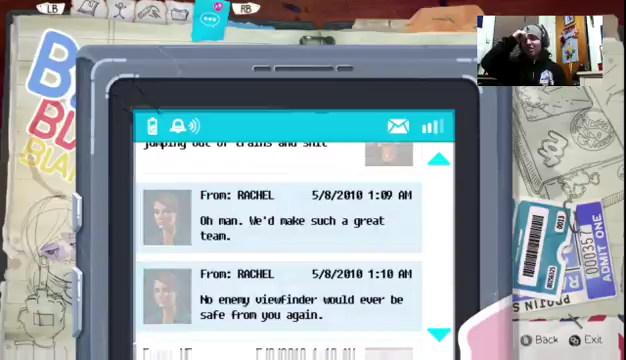 LB
RB
jumping out of trains and shit
From: RACHEL 5/8/2010 1:09 AM
Oh man. We'd make such a great
team.
From: RACHEL 5/8/2010 1:10 AM
No enemy viewfinder would ever be
safe from you again.
ADMIT ONE
Back
Exit